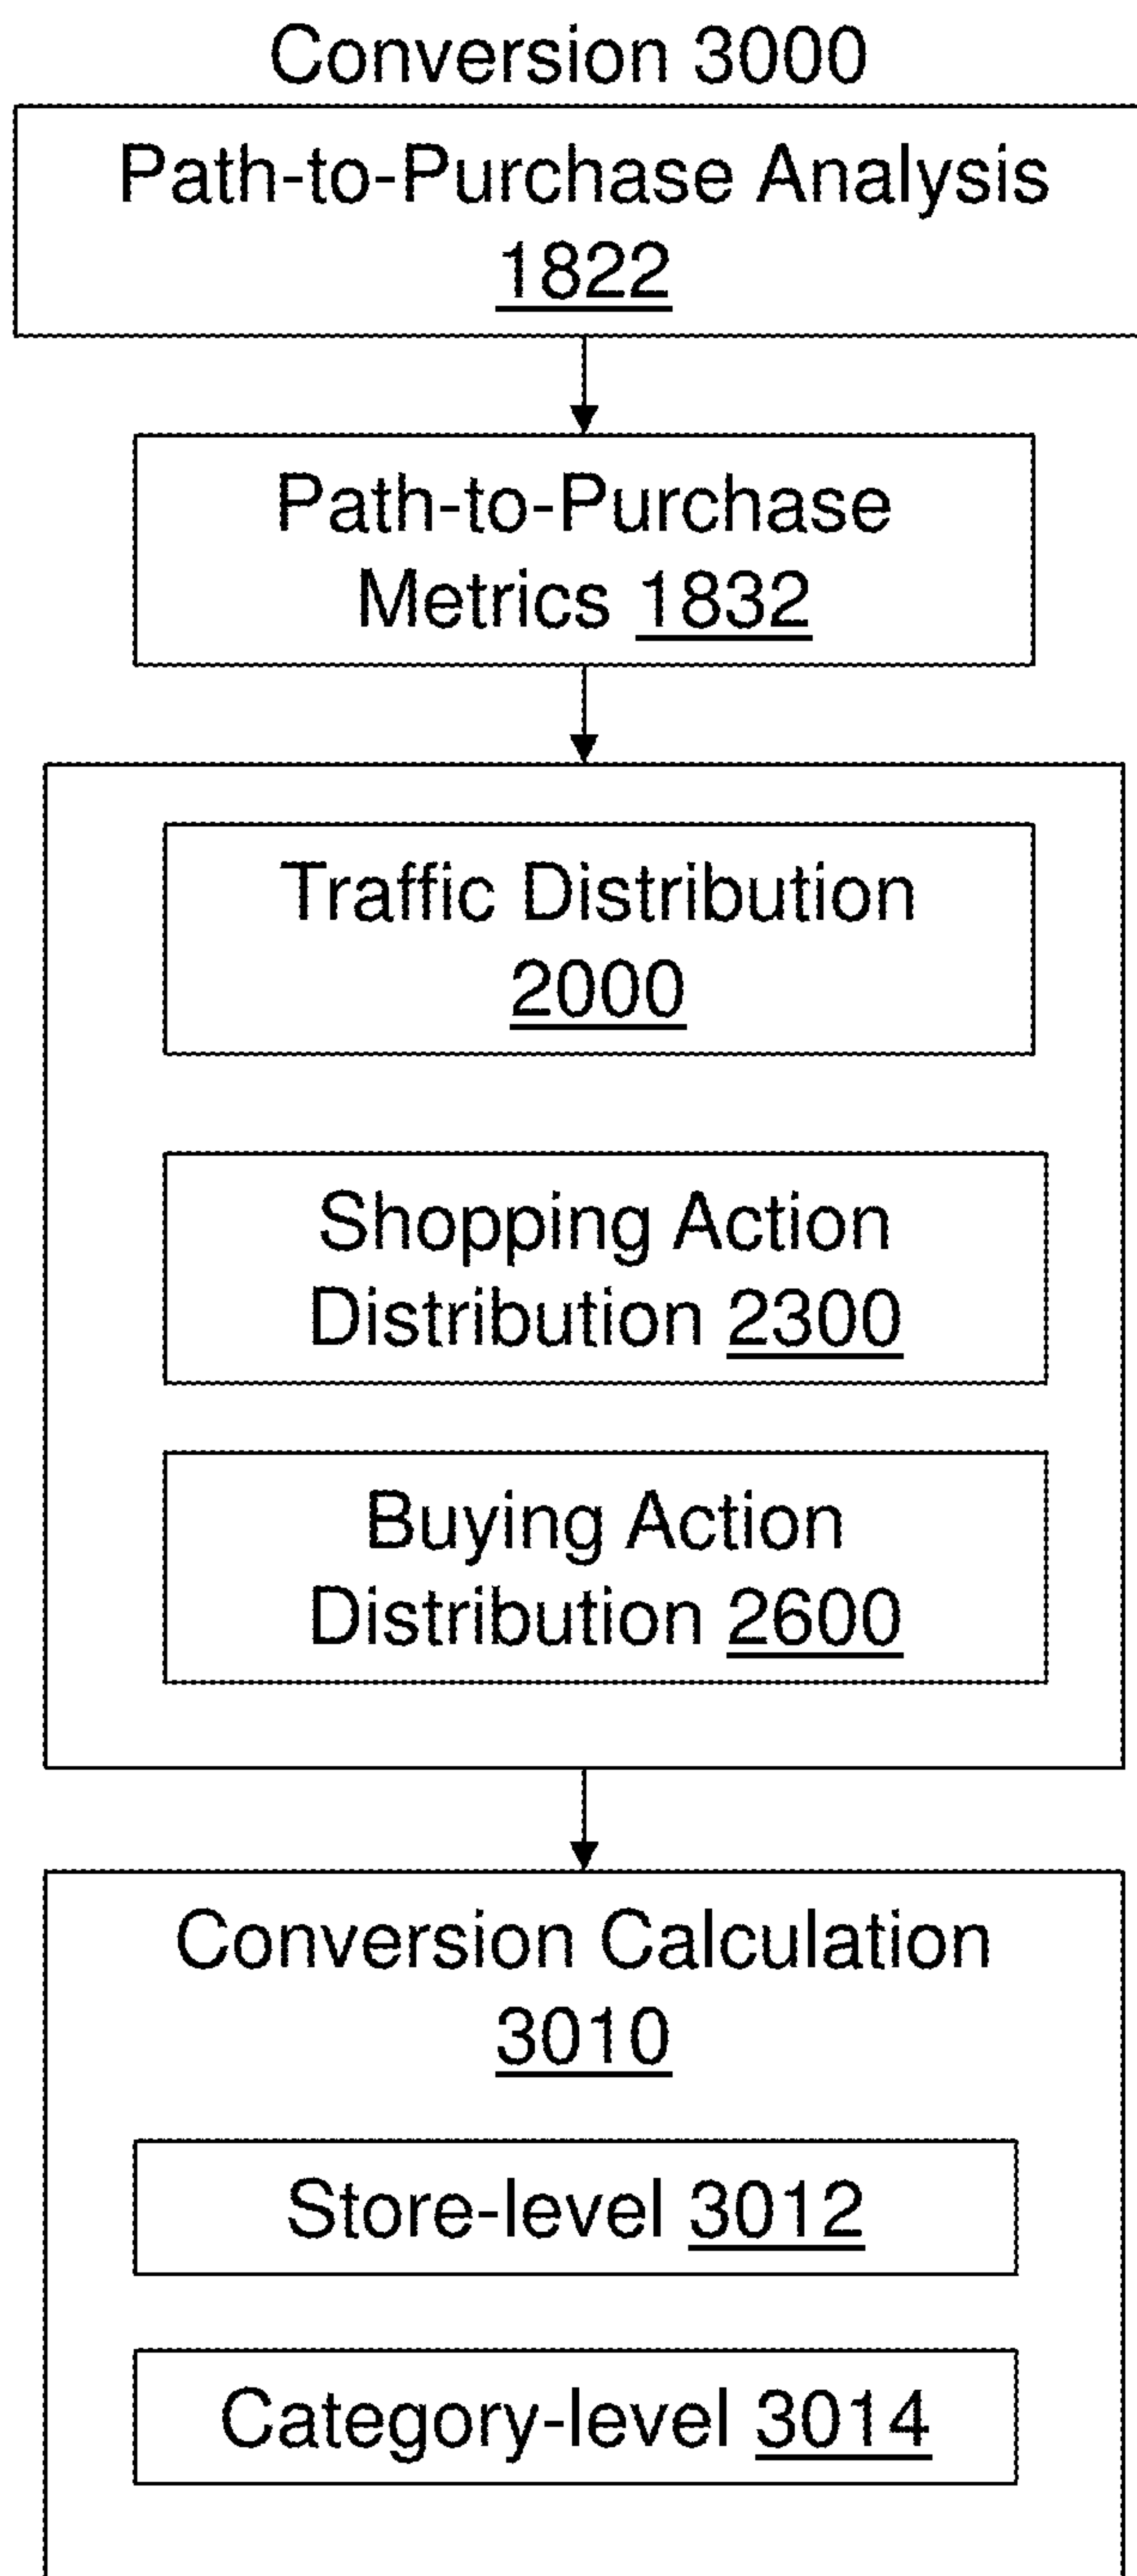 Conversion 3000
Path-to-Purchase Analysis
1822
Path-to-Purchase
Metrics 1832
Traffic Distribution
2000
Shopping Action
Distribution 2300
Buying Action
Distribution 2600
Conversion Calculation
3010
Store-level 3012
Category-level 3014